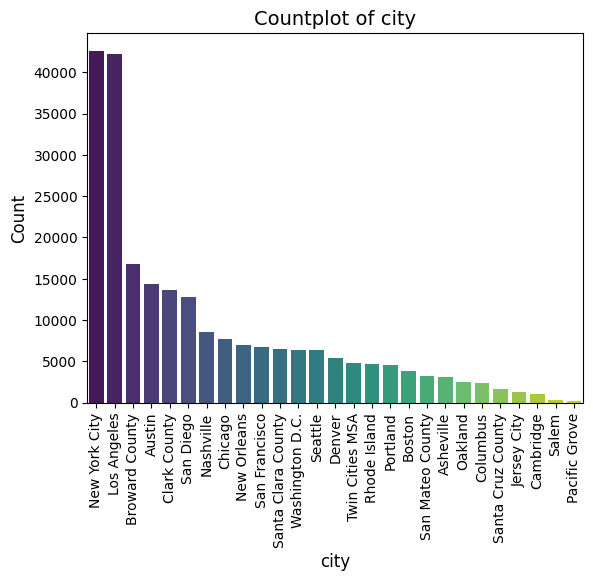 Countplot of city
Count
40000
35000
30000
25000
20000
15000
10000
5000
0
New York City
Los Angeles
Broward County
Austin
Clark County
San Diego
Nashville
Chicago
New Orleans
San Francisco
Santa Clara County
Washington D.C.
Seattle
Denver
Twin Cities MSA
Rhode Island
Portland
Boston
San Mateo County
Asheville
Oakland
Columbus
Santa Cruz County
Jersey City
Cambridge
Salem
Pacific Grove
city